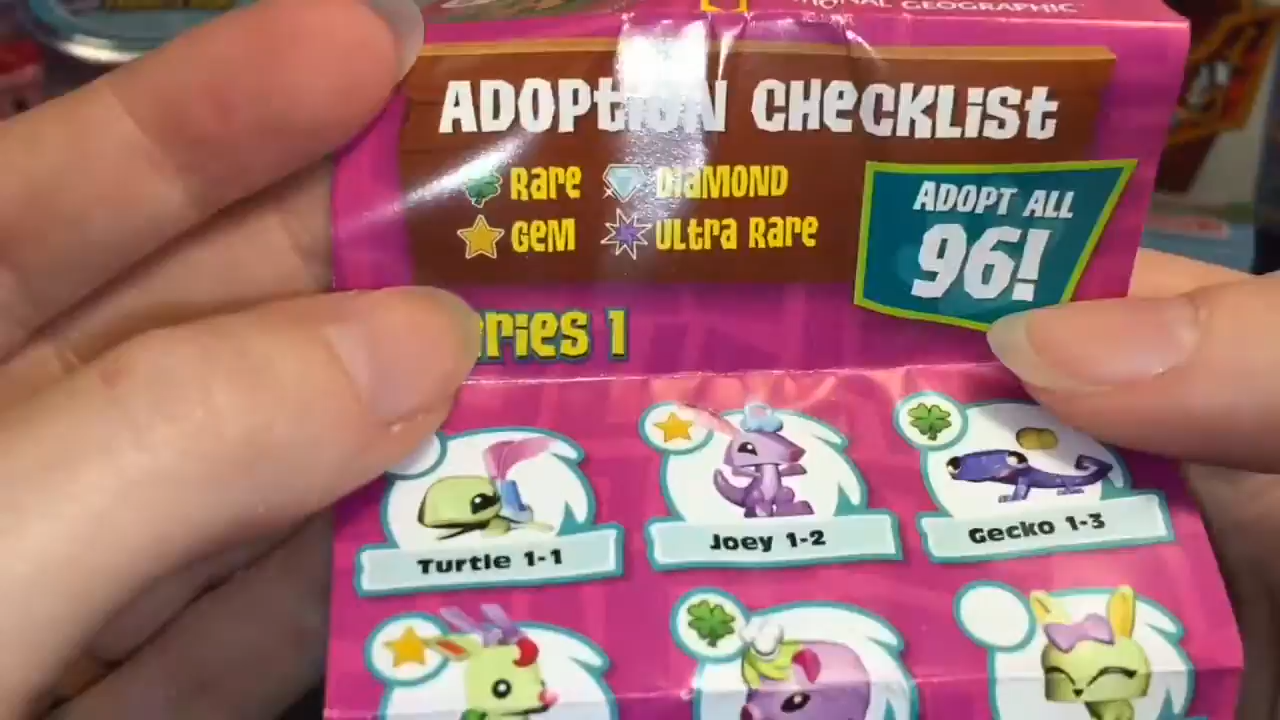 GEOGRAPHIC
ADOPTION CHECKLIST
RARE DIAMOND
GEM ULTRA RARE
ADOPT ALL
96!
1
Turtle 1-1
Joey 1-2
Gecko 1-3